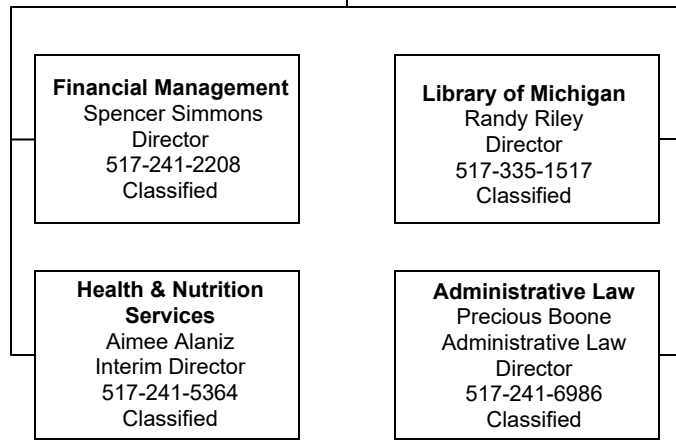 Financial Management
Spencer Simmons
Director
517-241-2208
Classified
Library of Michigan
Randy Riley
Director
517-335-1517
Classified
Health & Nutrition
Services
Aimee Alaniz
Interim Director
517-241-5364
Classified
Administrative Law
Precious Boone
Administrative Law
Director
517-241-6986
Classified